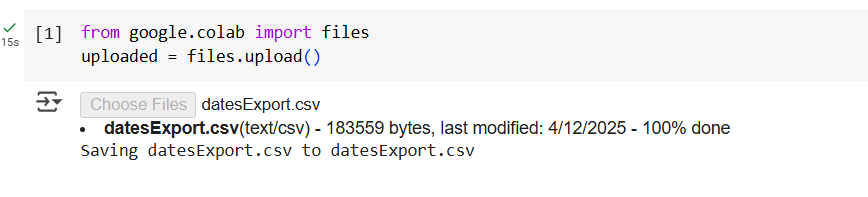 [1] from google.colab import files
uploaded = files.upload()
15s
Choose Files datesExport.csv
• datesExport.csv(text/csv) - 183559 bytes, last modified: 4/12/2025 - 100% done
Saving datesExport.csv to datesExport.csv